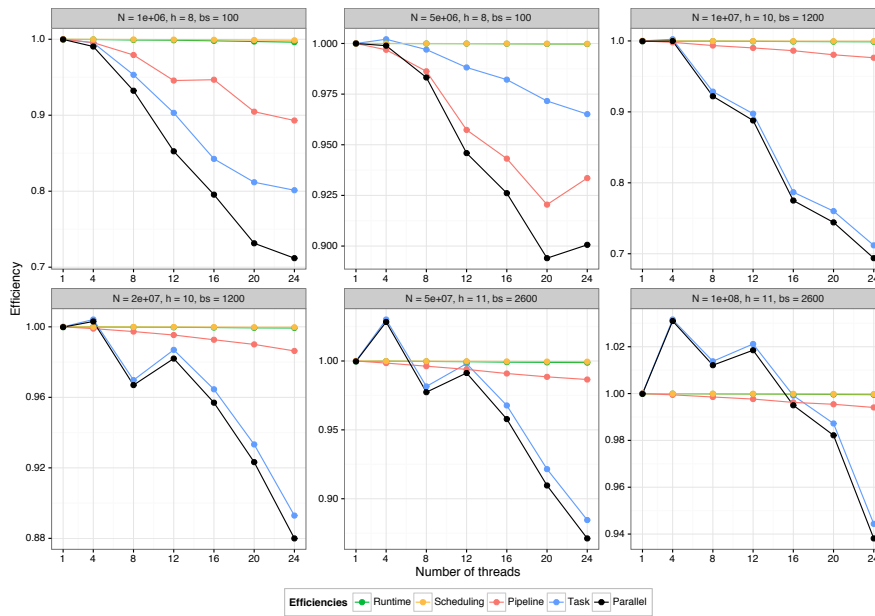 N = 1e+06, h = 8, bs = 100
N = 5e+06, h = 8, bs = 100
N = 1e+07, h = 10, bs = 1200
1.0
0.9
0.8
0.7
1 4 8 12 16 20 24
1.000
0.975
0.950
0.925
0.900
1 4 8 12 16 20 24
1.0
0.9
0.8
0.7
1 4 8 12 16 20 24
Efficiency
N = 2e+07, h = 10, bs = 1200
N = 5e+07, h = 11, bs = 2600
N = 1e+08, h = 11, bs = 2600
1.00
0.96
0.92
0.88
1 4 8 12 16 20 24
1.00
0.95
0.90
1 4 8 12 16 20 24
1.02
1.00
0.98
0.96
0.94
1 4 8 12 16 20 24
Number of threads
Efficiencies Runtime Scheduling Pipeline Task Parallel